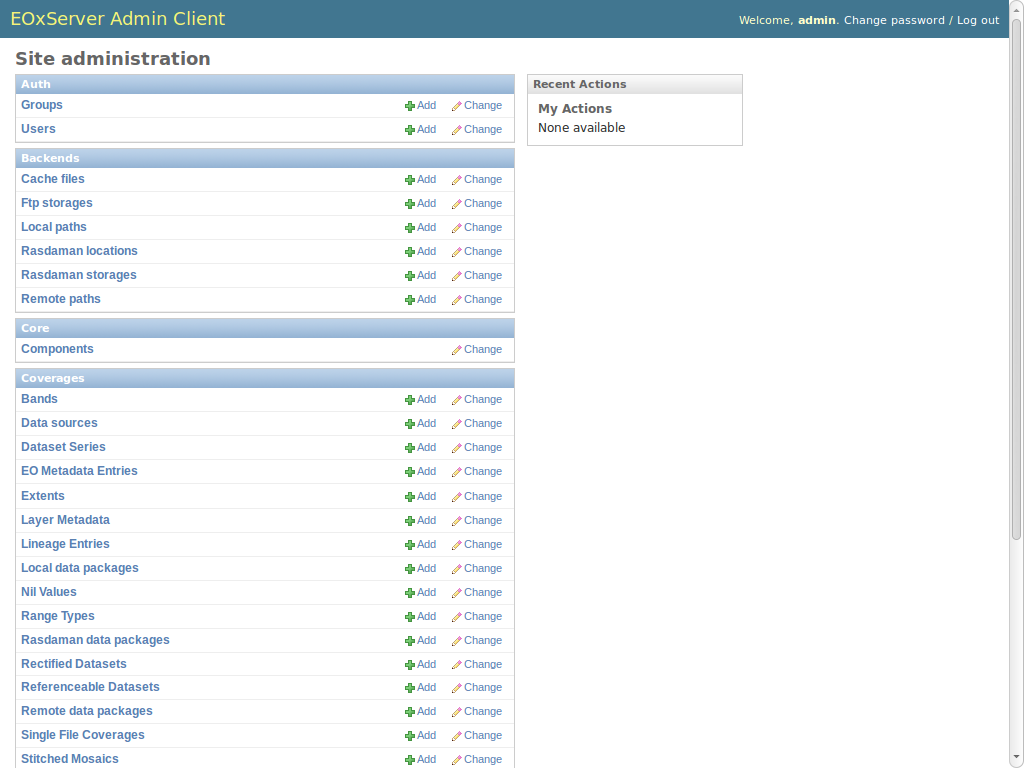 EOxServer Admin Client
Welcome, admin. Change password / Log out
Site administration
Auth
Groups Add Change
Users Add Change
Backends
Cache files Add Change
Ftp storages Add Change
Local paths Add Change
Rasdaman locations Add Change
Rasdaman storages Add Change
Remote paths Add Change
Core
Components Change
Coverages
Bands Add Change
Data sources Add Change
Dataset Series Add Change
EO Metadata Entries Add Change
Extents Add Change
Layer Metadata Add Change
Lineage Entries Add Change
Local data packages Add Change
Nil Values Add Change
Range Types Add Change
Rasdaman data packages Add Change
Rectified Datasets Add Change
Referenceable Datasets Add Change
Remote data packages Add Change
Single File Coverages Add Change
Stitched Mosaics Add Change
Recent Actions
My Actions
None available